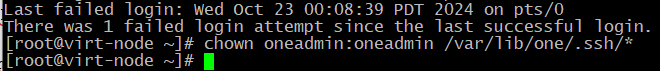 Last failed login: Wed Oct 23 00:08:39 PDT 2024 on pts/0
There was 1 failed login attempt since the last successful login.
[root@virt-node ~]# chown oneadmin:oneadmin /var/lib/one/.ssh/*
[root@virt-node ~]#